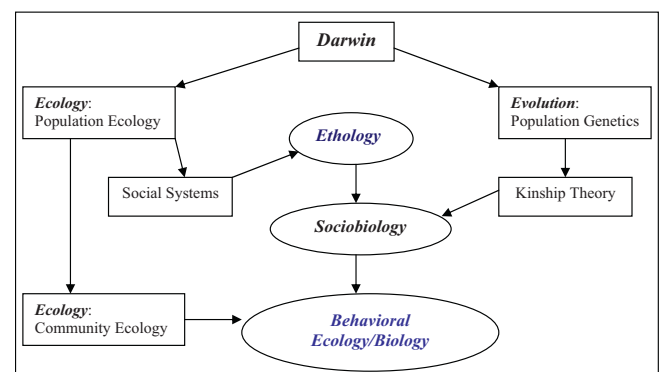 Darwin
Ecology:
Population Ecology
Evolution:
Population Genetics
Ethology
Social Systems
Kinship Theory
Sociobiology
Ecology:
Community Ecology
Behavioral
Ecology/Biology